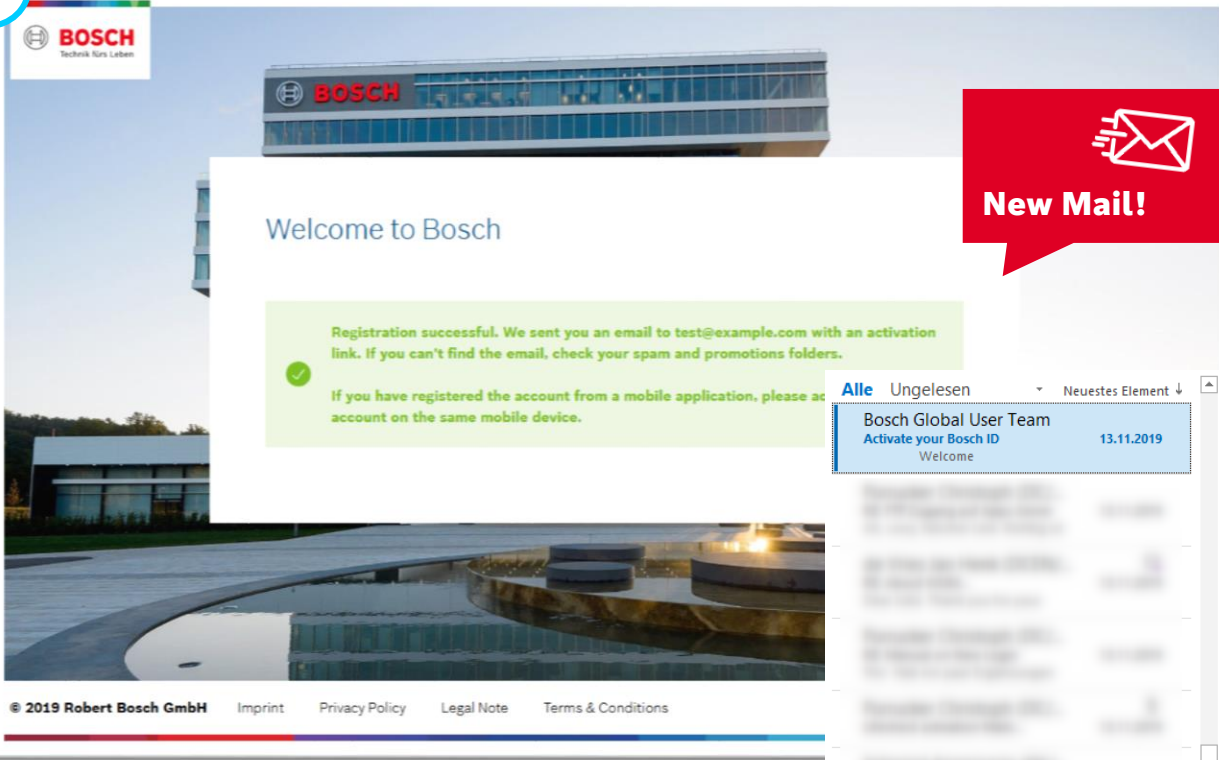 BOSCH
Technik fürs Leben
BOSCH
New Mail!
Welcome to Bosch
Registration successful. We sent you an email to test@example.com with an activation
link. If you can't find the email, check your spam and promotions folders.
If you have registered the account from a mobile application, please
account on the same mobile device.
Alle Ungelesen Neuestes Element ↓
Bosch Global User Team
Activate your Bosch ID 13.11.2019
Welcome
© 2019 Robert Bosch GmbH Imprint Privacy Policy Legal Note Terms & Conditions